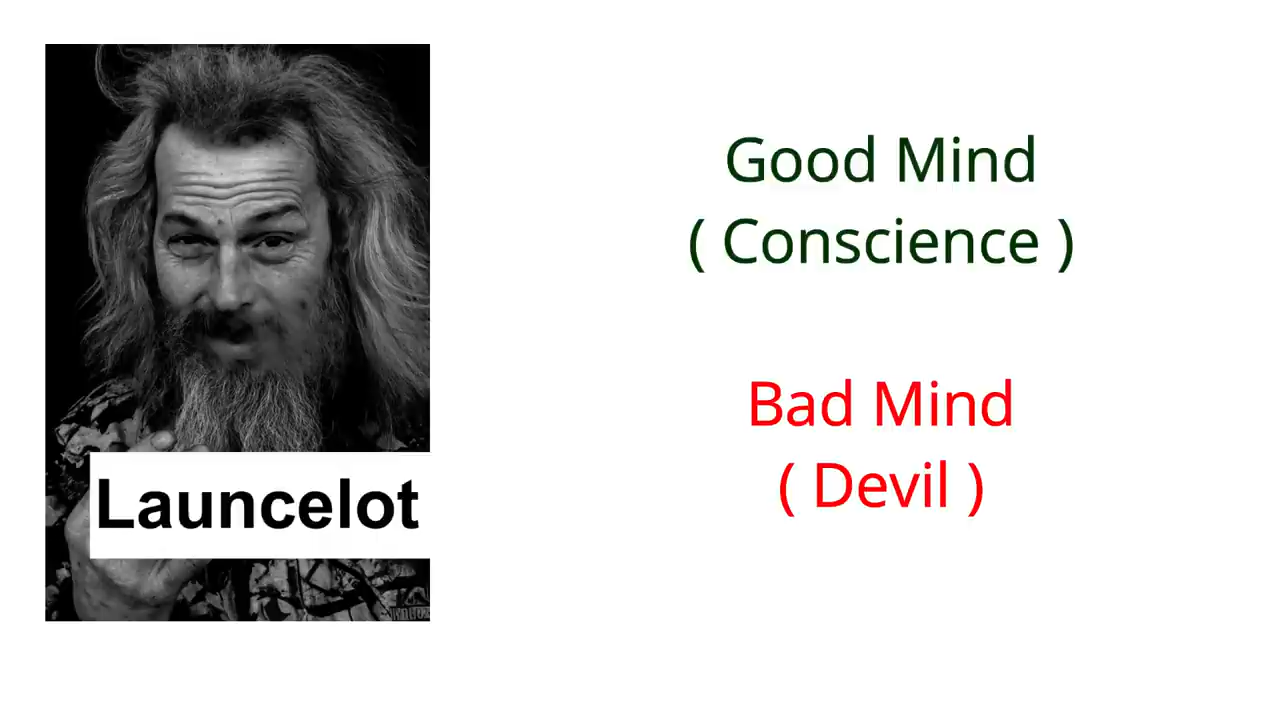 Launcelot
Good Mind
( Conscience )
Bad Mind
( Devil )